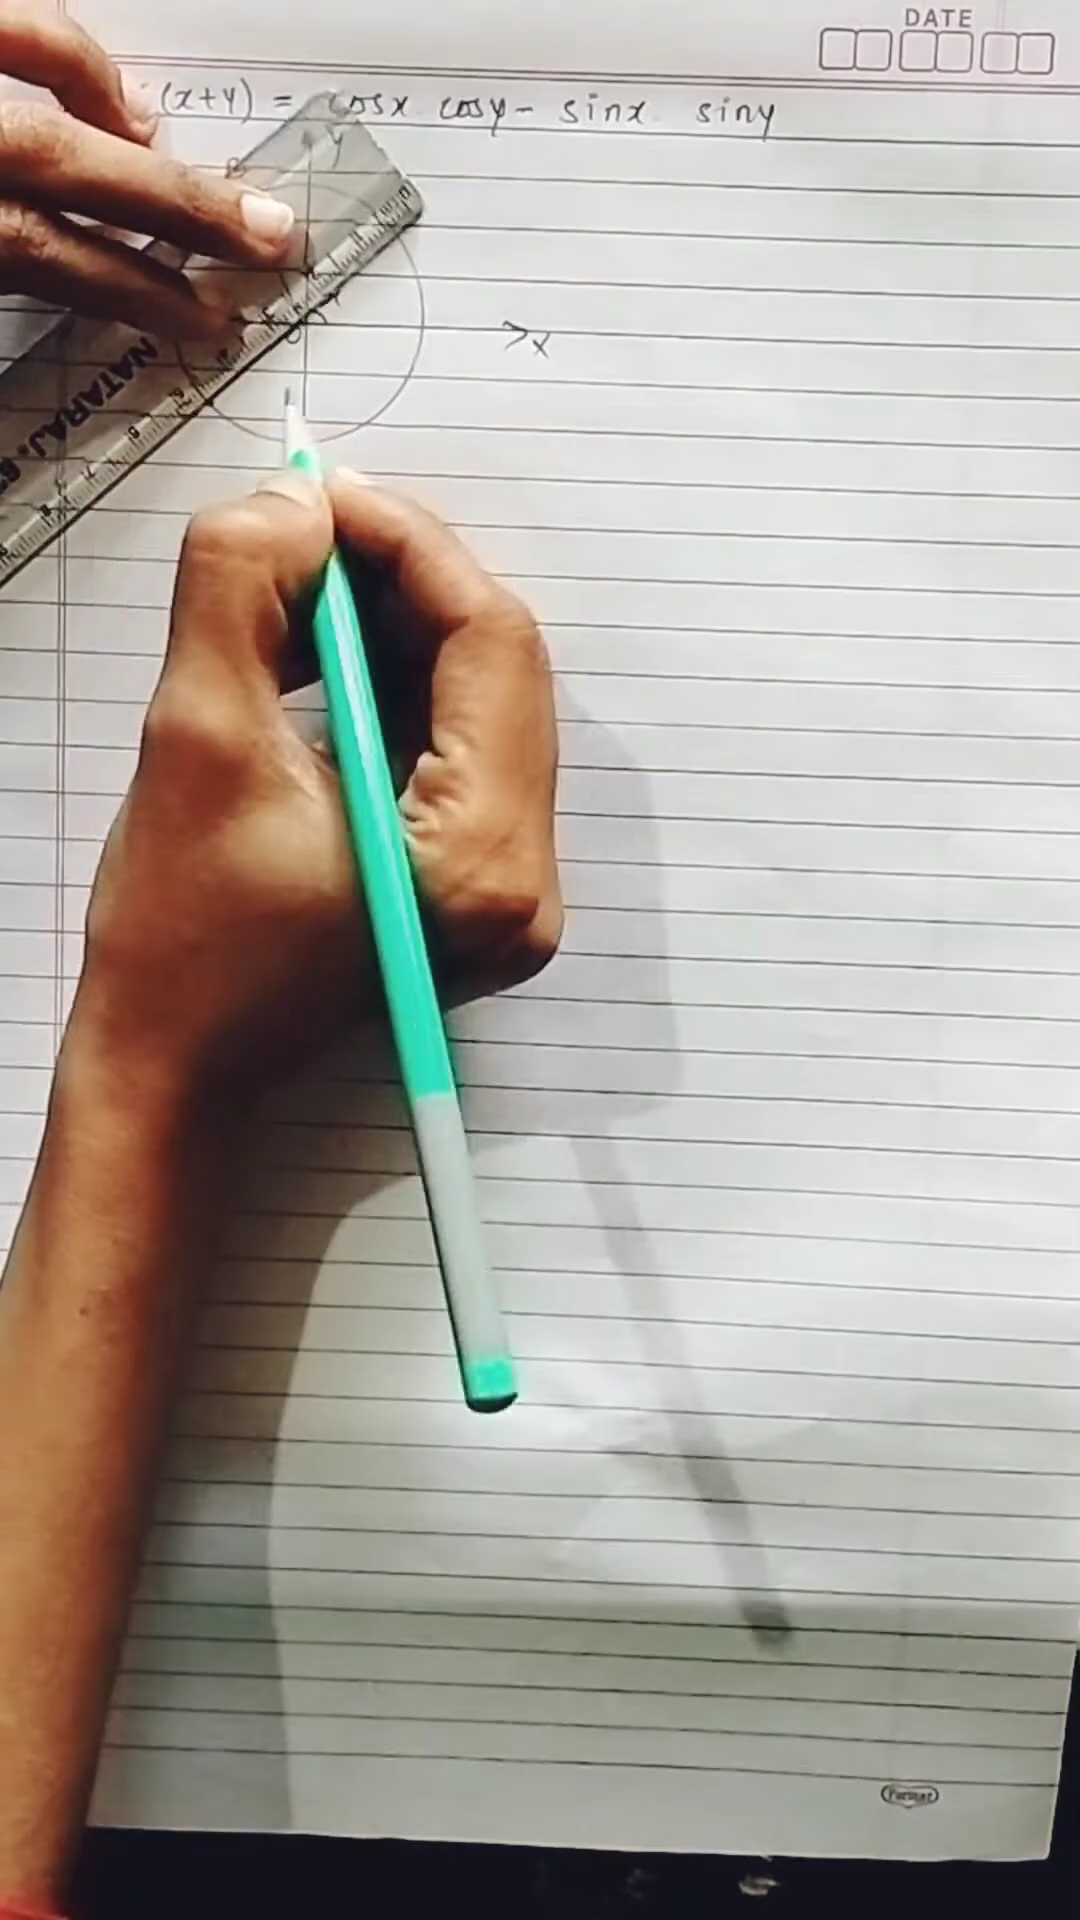 DATE
(x+y) = cosx cosy - sinx siny
y
B
x
NATARAJ.